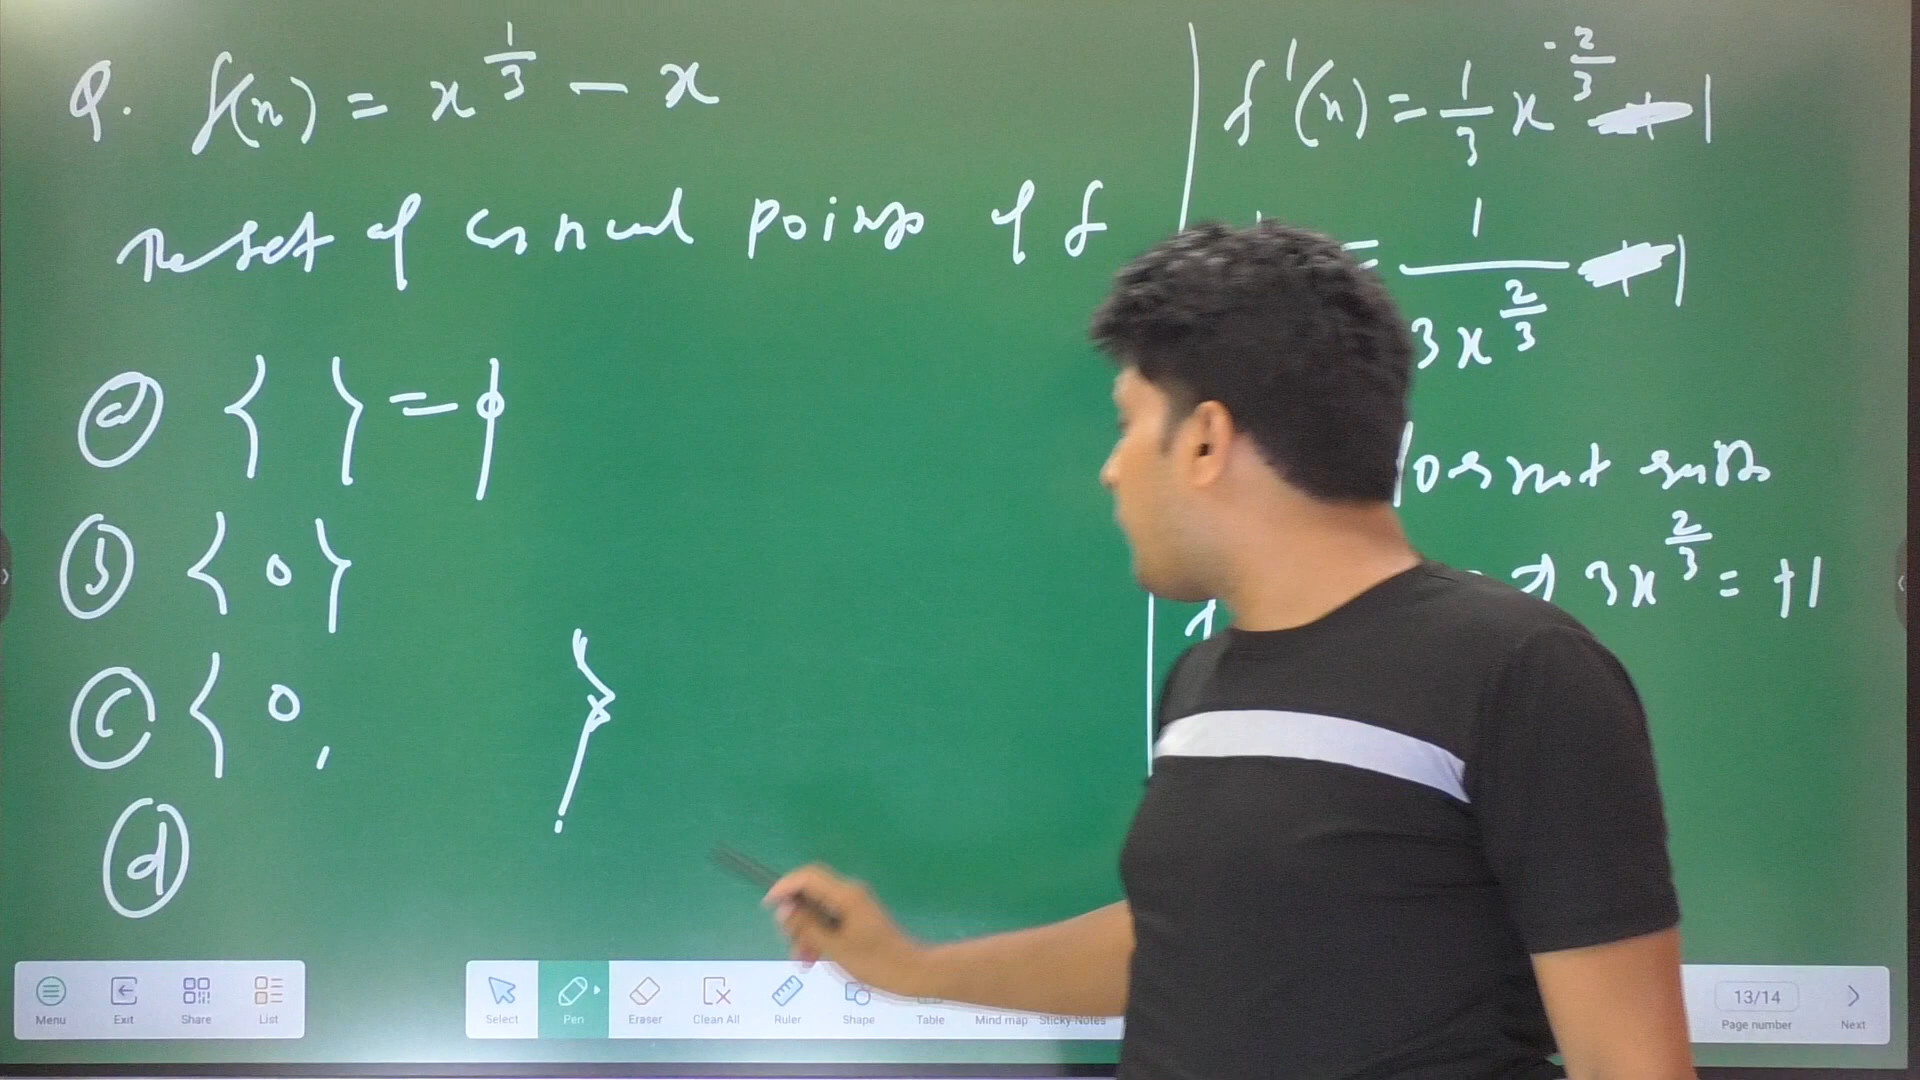 Q. f(x) = x^{1/3} - x
The set of critical points of f
(a) { } = ϕ
(b) { 0 }
(c) { 0, }
(d)
f'(x) = 1/3 x^{-2/3} - 1
= 1/(3x^{2/3}) - 1
does not exists
⇒ 3x^{2/3} = +1
Menu Exit Share List
Select Pen Eraser Clean All Ruler Shape Table Mind map Sticky Notes
13/14
Page number Next